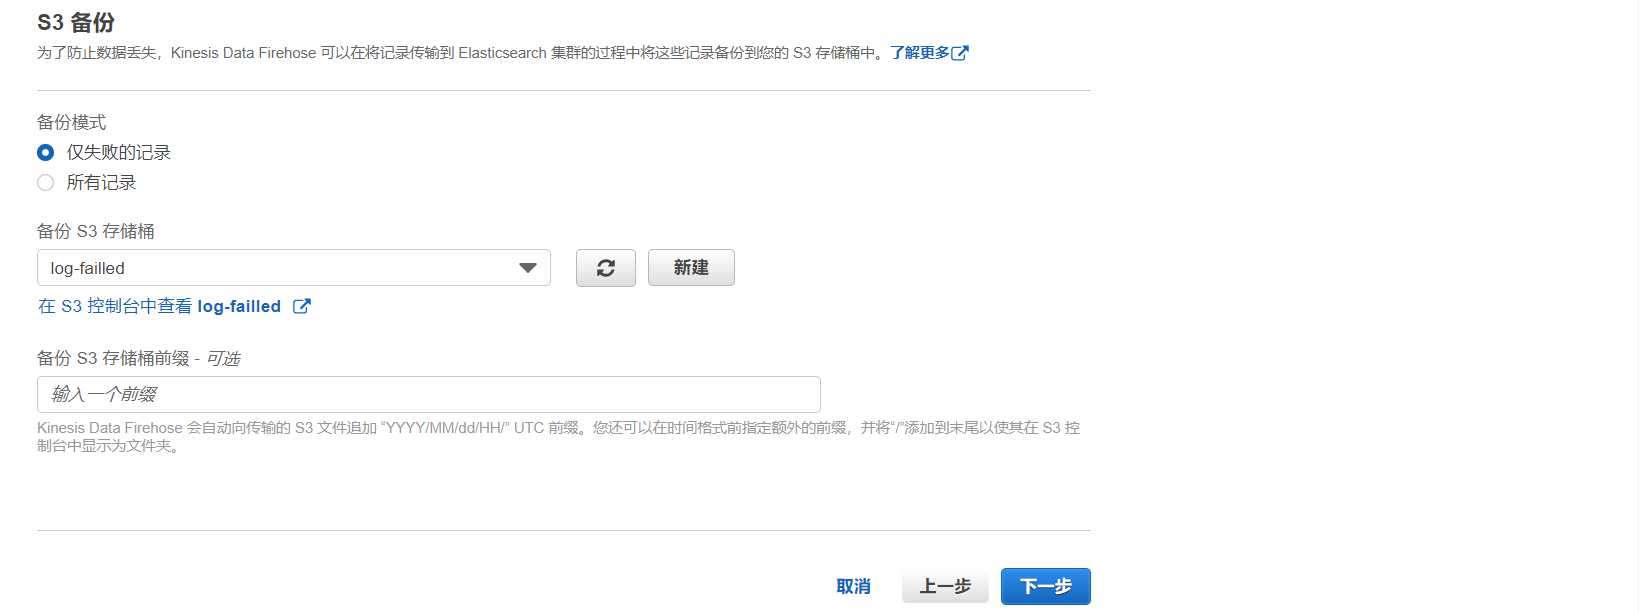 S3 备份
为了防止数据丢失，Kinesis Data Firehose 可以在将记录传输到 Elasticsearch 集群的过程中将这些记录备份到您的 S3 存储桶中。了解更多
备份模式
仅失败的记录
所有记录
备份 S3 存储桶
log-failled
新建
在 S3 控制台中查看 log-failled
备份 S3 存储桶前缀 - 可选
输入一个前缀
Kinesis Data Firehose 会自动向传输的 S3 文件追加 “YYYY/MM/dd/HH/” UTC 前缀。您还可以在时间格式前指定额外的前缀，并将“/”添加到末尾以使其在 S3 控
制台中显示为文件夹。
取消 上一步 下一步